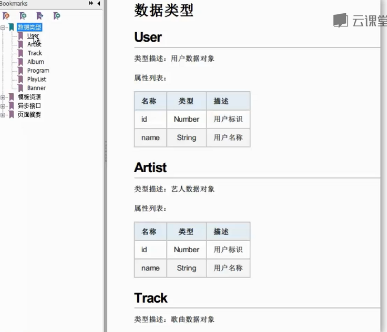 Bookmarks
数据类型
User
Artist
Track
Album
Program
PlayList
Banner
模板资源
异步接口
页面摘要
云课堂
数据类型
User
类型描述：用户数据对象
属性列表：
名称 类型 描述
id Number 用户标识
name String 用户名称
Artist
类型描述：艺人数据对象
属性列表：
名称 类型 描述
id Number 用户标识
name String 用户名称
Track
类型描述：歌曲数据对象